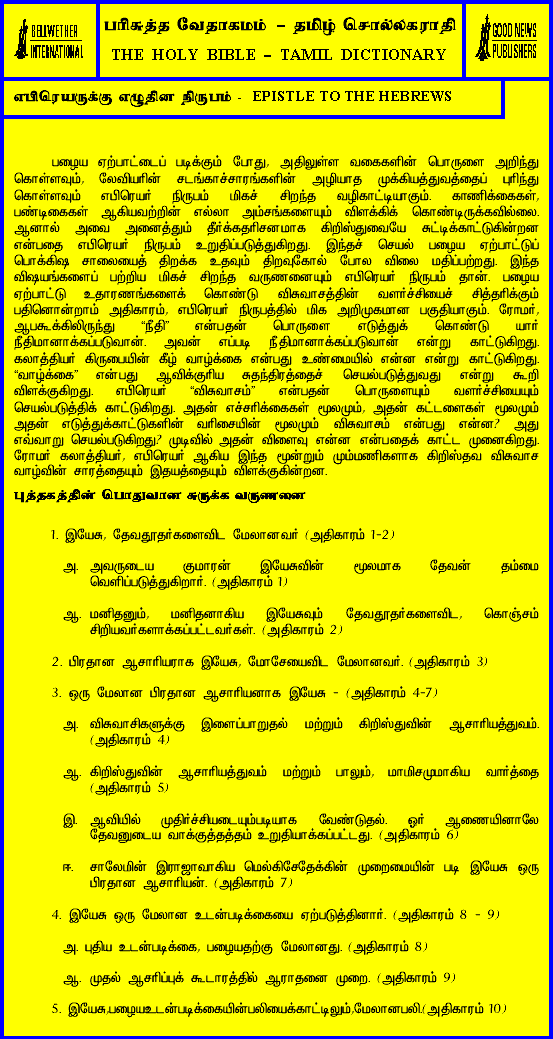 BELLWETHER
INTERNATIONAL
பரிசுத்த வேதாகமம் - தமிழ் சொல்லகராதி
THE HOLY BIBLE - TAMIL DICTIONARY
GOOD NEWS
PUBLISHERS
எபிரெயருக்கு எழுதின நிருபம் - EPISTLE TO THE HEBREWS
பழைய ஏற்பாட்டைப் படிக்கும் போது, அதிலுள்ள வகைகளின் பொருளை அறிந்து
கொள்ளவும், லேவியரின் சடங்காச்சாரங்களின் அழியாத முக்கியத்துவத்தைப் புரிந்து
கொள்ளவும் எபிரெயர் நிருபம் மிகச் சிறந்த வழிகாட்டியாகும். காணிக்கைகள்,
பண்டிகைகள் ஆகியவற்றின் எல்லா அம்சங்களையும் விளக்கிக் கொண்டிருக்கவில்லை.
ஆனால் அவை அனைத்தும் தீர்க்கதரிசனமாக கிறிஸ்துவையே சுட்டிக்காட்டுகின்றன
என்பதை எபிரெயர் நிருபம் உறுதிப்படுத்துகிறது. இந்தச் செயல் பழைய ஏற்பாட்டுப்
பொக்கிஷ சாலையைத் திறக்க உதவும் திறவுகோல் போல விலை மதிப்பற்றது. இந்த
விஷயங்களைப் பற்றிய மிகச் சிறந்த வருணனையும் எபிரெயர் நிருபம் தான். பழைய
ஏற்பாட்டு உதாரணங்களைக் கொண்டு விசுவாசத்தின் வளர்ச்சியைச் சித்தரிக்கும்
பதினொன்றாம் அதிகாரம், எபிரெயர் நிருபத்தில் மிக அறிமுகமான பகுதியாகும். ரோமர்,
ஆபகூக்கிலிருந்து "நீதி" என்பதன் பொருளை எடுத்துக் கொண்டு யார்
நீதிமானாக்கப்படுவான். அவன் எப்படி நீதிமானாக்கப்படுவான் என்று காட்டுகிறது.
கலாத்தியர் கிருபையின் கீழ் வாழ்க்கை என்பது உண்மையில் என்ன என்று காட்டுகிறது.
"வாழ்க்கை" என்பது ஆவிக்குரிய சுதந்திரத்தைச் செயல்படுத்துவது என்று கூறி
விளக்குகிறது. எபிரெயர் "விசுவாசம்" என்பதன் பொருளையும் வளர்ச்சியையும்
செயல்படுத்திக் காட்டுகிறது. அதன் எச்சரிக்கைகள் மூலமும், அதன் கட்டளைகள் மூலமும்
அதன் எடுத்துக்காட்டுகளின் வரிசையின் மூலமும் விசுவாசம் என்பது என்ன? அது
எவ்வாறு செயல்படுகிறது? முடிவில் அதன் விளைவு என்ன என்பதைக் காட்ட முனைகிறது.
ரோமர் கலாத்தியர், எபிரெயர் ஆகிய இந்த மூன்றும் மும்மணிகளாக கிறிஸ்தவ விசுவாச
வாழ்வின் சாரத்தையும் இதயத்தையும் விளக்குகின்றன.
புத்தகத்தின் பொதுவான சுருக்க வருணனை
1. இயேசு, தேவதூதர்களைவிட மேலானவர் (அதிகாரம் 1-2)
அ. அவருடைய குமாரன் இயேசுவின் மூலமாக தேவன் தம்மை
வெளிப்படுத்துகிறார். (அதிகாரம் 1)
ஆ. மனிதனும், மனிதனாகிய இயேசுவும் தேவதூதர்களைவிட, கொஞ்சம்
சிறியவர்களாக்கப்பட்டவர்கள். (அதிகாரம் 2)
2. பிரதான ஆசாரியராக இயேசு, மோசேயைவிட மேலானவர். (அதிகாரம் 3)
3. ஒரு மேலான பிரதான ஆசாரியனாக இயேசு - (அதிகாரம் 4-7)
அ. விசுவாசிகளுக்கு இளைப்பாறுதல் மற்றும் கிறிஸ்துவின் ஆசாரியத்துவம்.
(அதிகாரம் 4)
ஆ. கிறிஸ்துவின் ஆசாரியத்துவம் மற்றும் பாலும், மாமிசமுமாகிய வார்த்தை
(அதிகாரம் 5)
இ. ஆவியில் முதிர்ச்சியடையும்படியாக வேண்டுதல். ஓர் ஆணையினாலே
தேவனுடைய வாக்குத்தத்தம் உறுதியாக்கப்பட்டது. (அதிகாரம் 6)
ஈ. சாலேமின் இராஜாவாகிய மெல்கிசேதேக்கின் முறைமையின் படி இயேசு ஒரு
பிரதான ஆசாரியன். (அதிகாரம் 7)
4. இயேசு ஒரு மேலான உடன்படிக்கையை ஏற்படுத்தினார். (அதிகாரம் 8 - 9)
அ. புதிய உடன்படிக்கை, பழையதற்கு மேலானது. (அதிகாரம் 8)
ஆ. முதல் ஆசரிப்புக் கூடாரத்தில் ஆராதனை முறை. (அதிகாரம் 9)
5. இயேசு,பழையஉடன்படிக்கையின்பலியைக்காட்டிலும்,மேலானபலி.(அதிகாரம் 10)